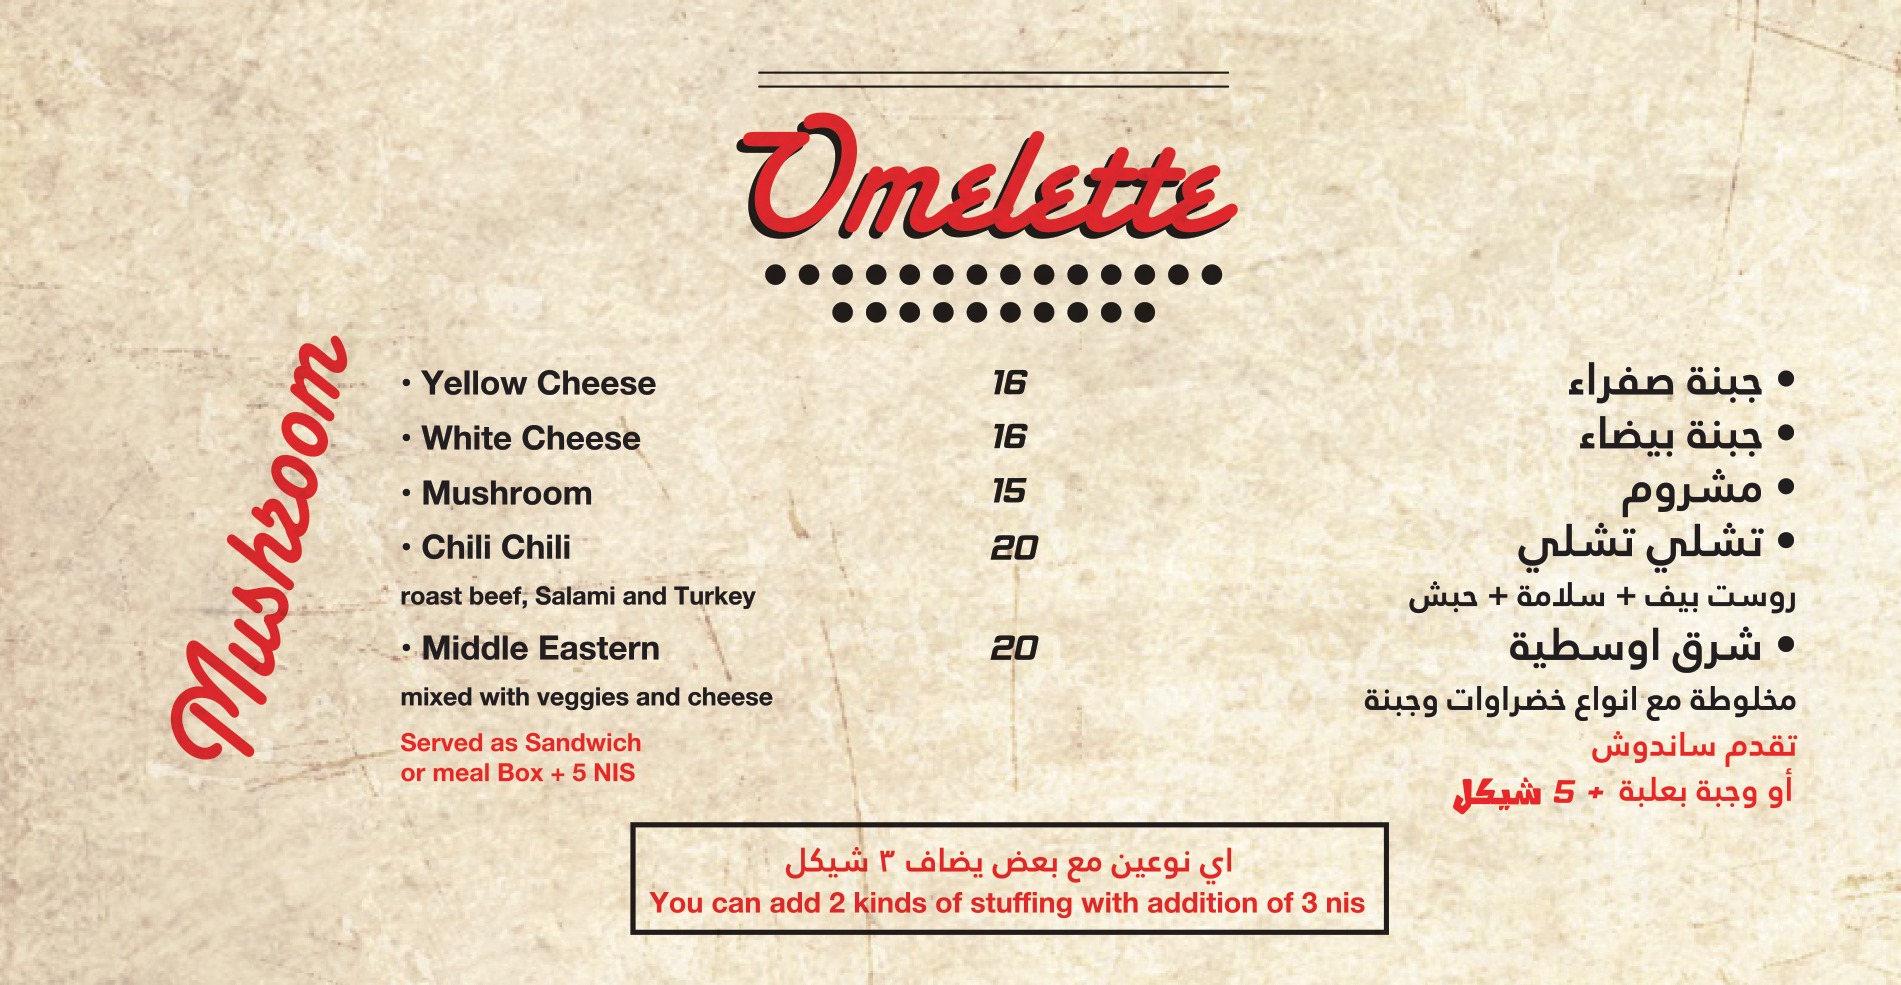 Omelette
Mushroom
• Yellow Cheese 16 • جبنة صفراء
• White Cheese 16 • جبنة بيضاء
• Mushroom 15 • مشروم
• Chili Chili 20 • تشلي تشلي
roast beef, Salami and Turkey روست بيف + سلامة + حبش
• Middle Eastern 20 • شرق اوسطية
mixed with veggies and cheese مخلوطة مع انواع خضراوات وجبنة
Served as Sandwich تقدم ساندوش
or meal Box + 5 NIS أو وجبة بعلبة + 5 شيكل
اي نوعين مع بعض يضاف ٣ شيكل
You can add 2 kinds of stuffing with addition of 3 nis